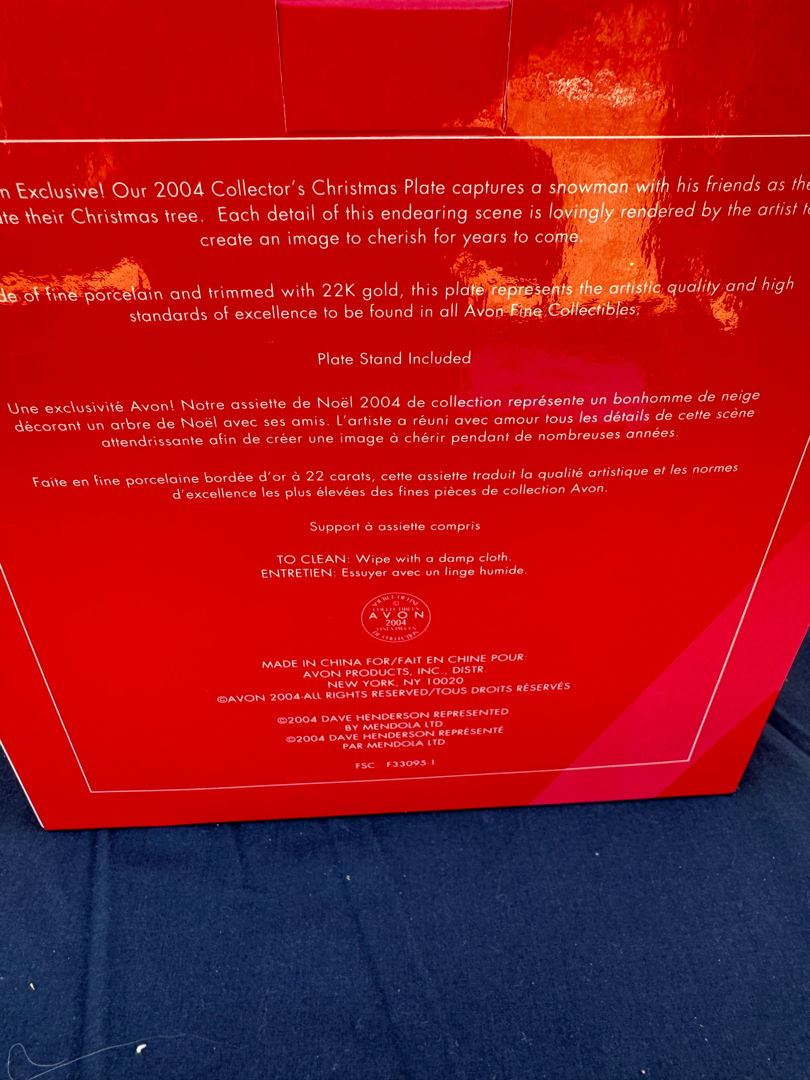 n Exclusive! Our 2004 Collector's Christmas Plate captures a snowman with his friends as the
te their Christmas tree. Each detail of this endearing scene is lovingly rendered by the artist to
create an image to cherish for years to come.
de of fine porcelain and trimmed with 22K gold, this plate represents the artistic quality and high
standards of excellence to be found in all Avon Fine Collectibles.
Plate Stand Included
Une exclusivité Avon! Notre assiette de Noël 2004 de collection représente un bonhomme de neige
décorant un arbre de Noël avec ses amis. L'artiste a réuni avec amour tous les détails de cette scène
attendrissante afin de créer une image à chérir pendant de nombreuses années.
Faite en fine porcelaine bordée d'or à 22 carats, cette assiette traduit la qualité artistique et les normes
d'excellence les plus élevées des fines pièces de collection Avon.
Support à assiette compris
TO CLEAN: Wipe with a damp cloth.
ENTRETIEN: Essuyer avec un linge humide.
COLLECTIBLES
AVON
2004
FINES PIECES
DE COLLECTION
MADE IN CHINA FOR/FAIT EN CHINE POUR:
AVON PRODUCTS, INC., DISTR.
NEW YORK, NY 10020
©AVON 2004-ALL RIGHTS RESERVED/TOUS DROITS RÉSERVÉS
©2004 DAVE HENDERSON REPRESENTED
BY MENDOLA LTD.
©2004 DAVE HENDERSON REPRÉSENTÉ
PAR MENDOLA LTD.
FSC F33095-1